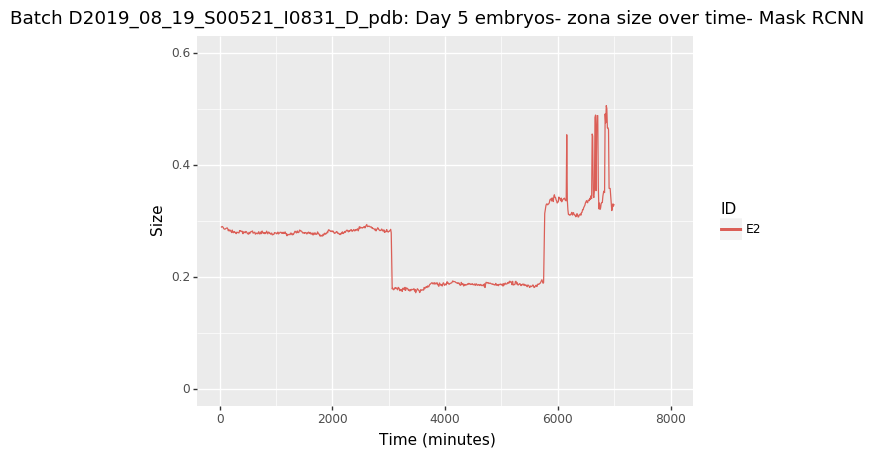 Batch D2019_08_19_S00521_I0831_D_pdb: Day 5 embryos- zona size over time- Mask RCNN
0.6
0.4
0.2
0
Size
0
2000
4000
6000
8000
Time (minutes)
ID
E2